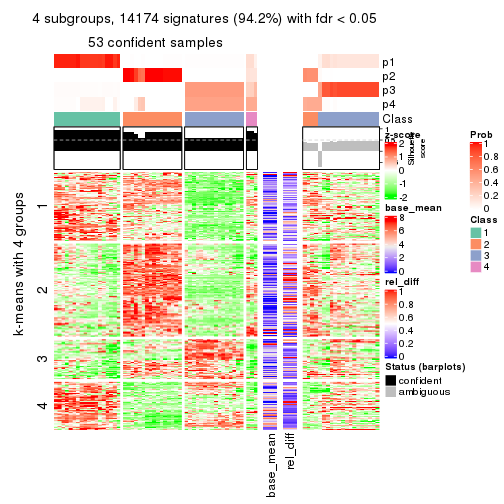 4 subgroups, 14174 signatures (94.2%) with fdr < 0.05
53 confident samples
p1
p2
p3
p4
Class
1
Silhouette
score
z-score
2
1
0
-1
-2
base_mean
8
6
4
2
0
rel_diff
1
0.8
0.6
0.4
0.2
0
Status (barplots)
confident
ambiguous
Prob
1
0.8
0.6
0.4
0.2
0
Class
1
2
3
4
k-means with 4 groups
1
2
3
4
base_mean
rel_diff